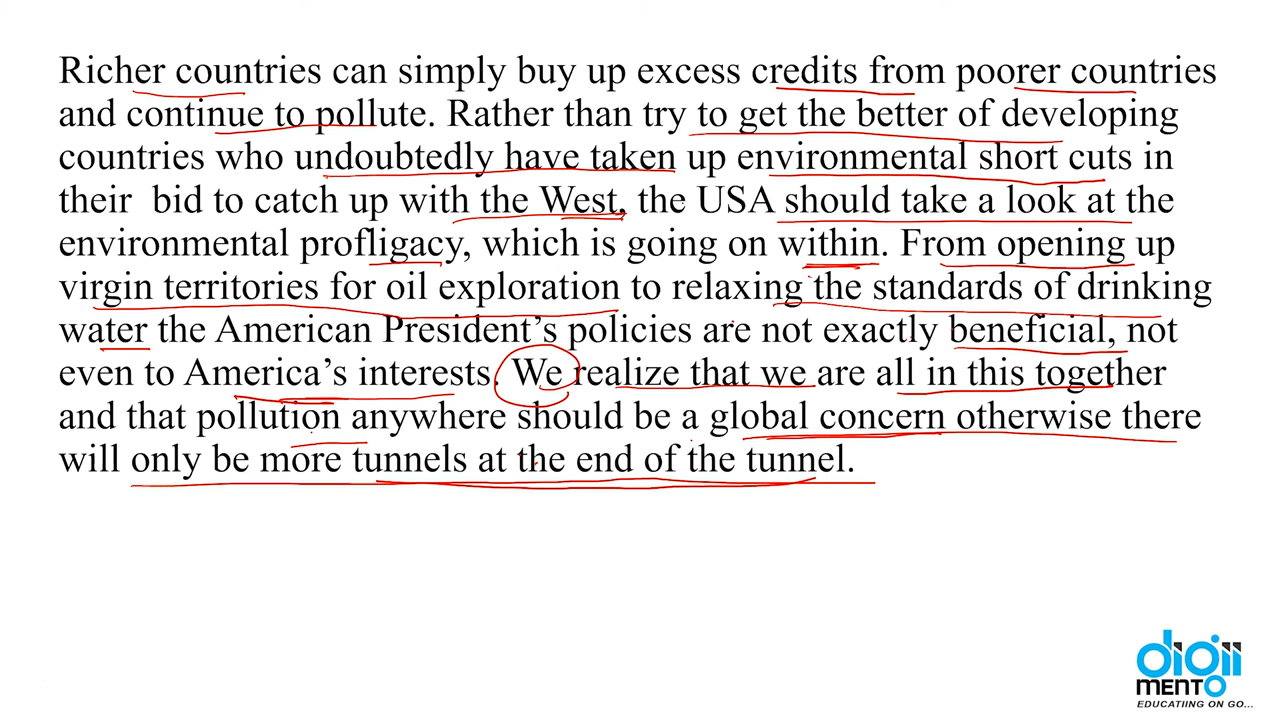 Richer countries can simply buy up excess credits from poorer countries
and continue to pollute. Rather than try to get the better of developing
countries who undoubtedly have taken up environmental short cuts in
their bid to catch up with the West, the USA should take a look at the
environmental profligacy, which is going on within. From opening up
virgin territories for oil exploration to relaxing the standards of drinking
water the American President’s policies are not exactly beneficial, not
even to America’s interests. We realize that we are all in this together
and that pollution anywhere should be a global concern otherwise there
will only be more tunnels at the end of the tunnel.
digii
MENTO
EDUCATIING ON GO...